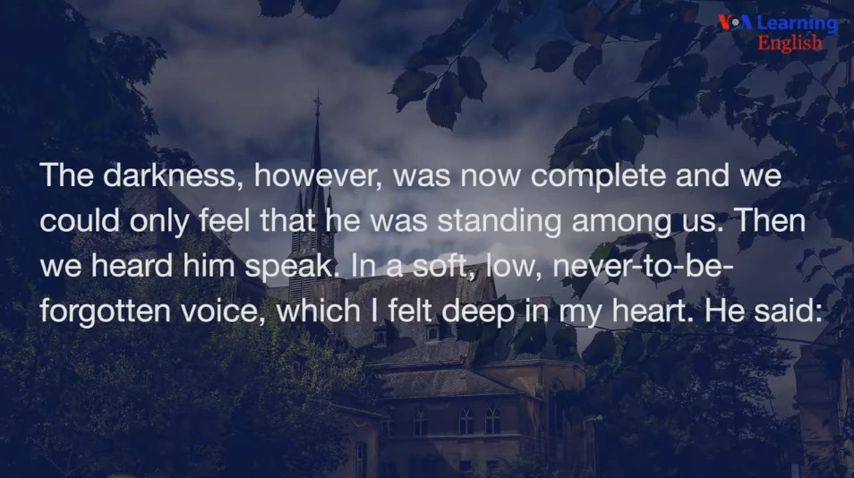 VOA Learning
English
The darkness, however, was now complete and we
could only feel that he was standing among us. Then
we heard him speak. In a soft, low, never-to-be-
forgotten voice, which I felt deep in my heart. He said: